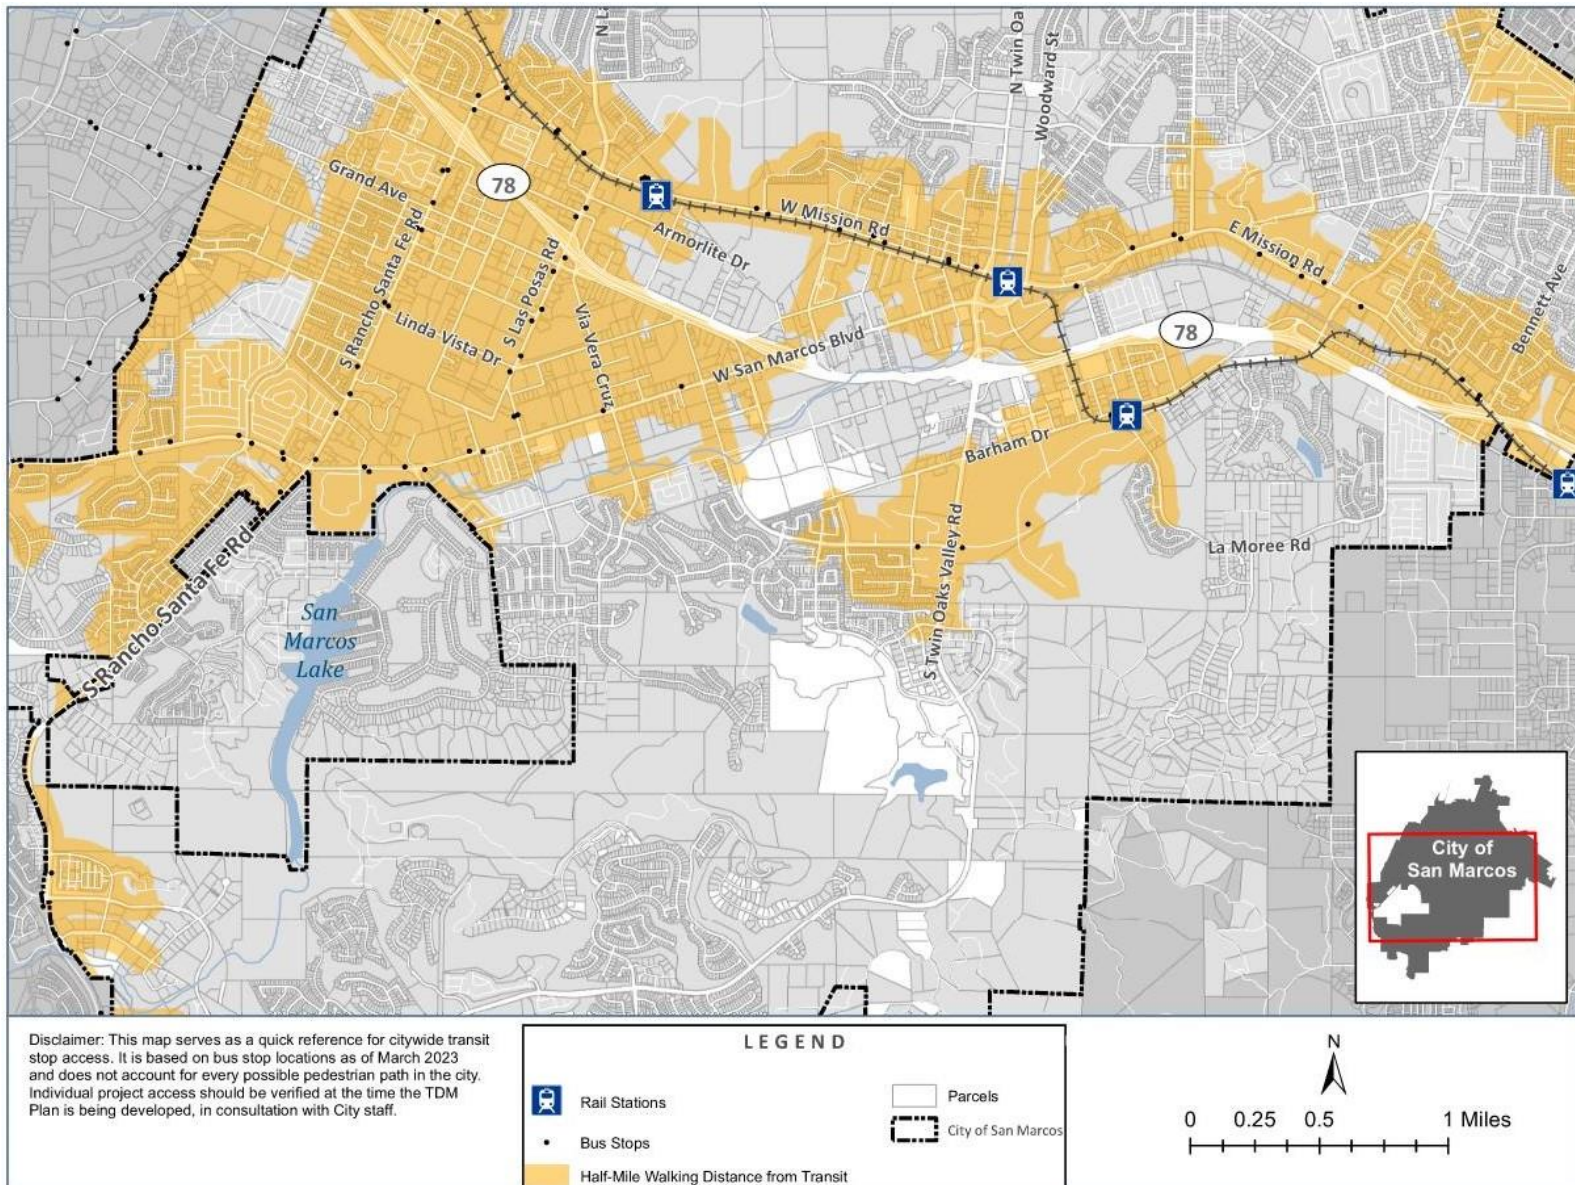 N Twin Oa
Woodward St
Grand Ave
78
S Rancho Santa Fe Rd
W Mission Rd
Armorlite Dr
E Mission Rd
S Las Posas Rd
Linda Vista Dr
Via Vera Cruz
W San Marcos Blvd
78
Bennett Ave
Barham Dr
S Twin Oaks Valley Rd
La Moree Rd
S Rancho Santa Fe Rd
San
Marcos
Lake
City of
San Marcos
Disclaimer: This map serves as a quick reference for citywide transit
stop access. It is based on bus stop locations as of March 2023
and does not account for every possible pedestrian path in the city.
Individual project access should be verified at the time the TDM
Plan is being developed, in consultation with City staff.
LEGEND
Rail Stations
Parcels
Bus Stops
City of San Marcos
Half-Mile Walking Distance from Transit
N
0 0.25 0.5 1 Miles